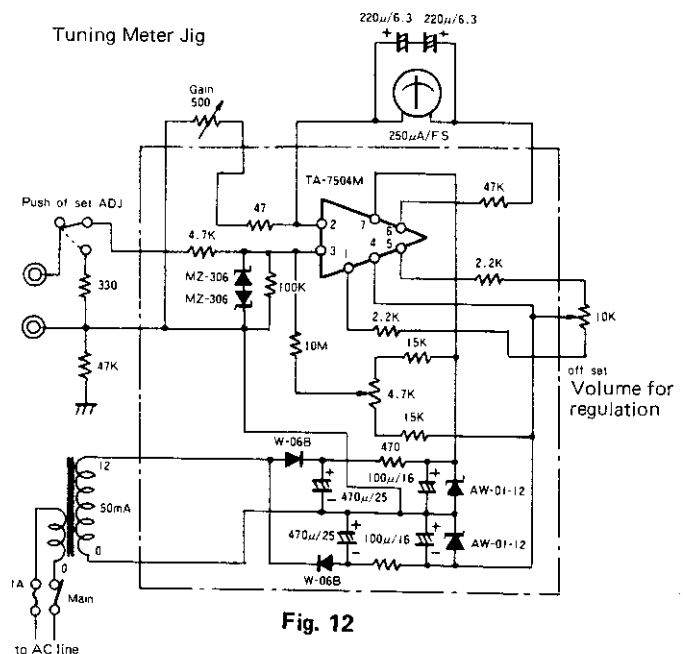 Tuning Meter Jig
220μ/6.3 220μ/6.3
+ +
Gain
500
250μA/FS
TA-7504M
47K
Push of set ADJ
47
2
7
6
5
4
3
1
4.7K
2.2K
MZ-306
MZ-306
100K
330
2.2K
10K
10M
15K
47K
off set
Volume for
regulation
4.7K
15K
W-06B
12
470
+
100μ/16
+
AW-01-12
−
470μ/25
50mA
470μ/25
+
100μ/16
+
AW-01-12
−
−
0
W-06B
0
1A
Main
to AC line
Fig. 12